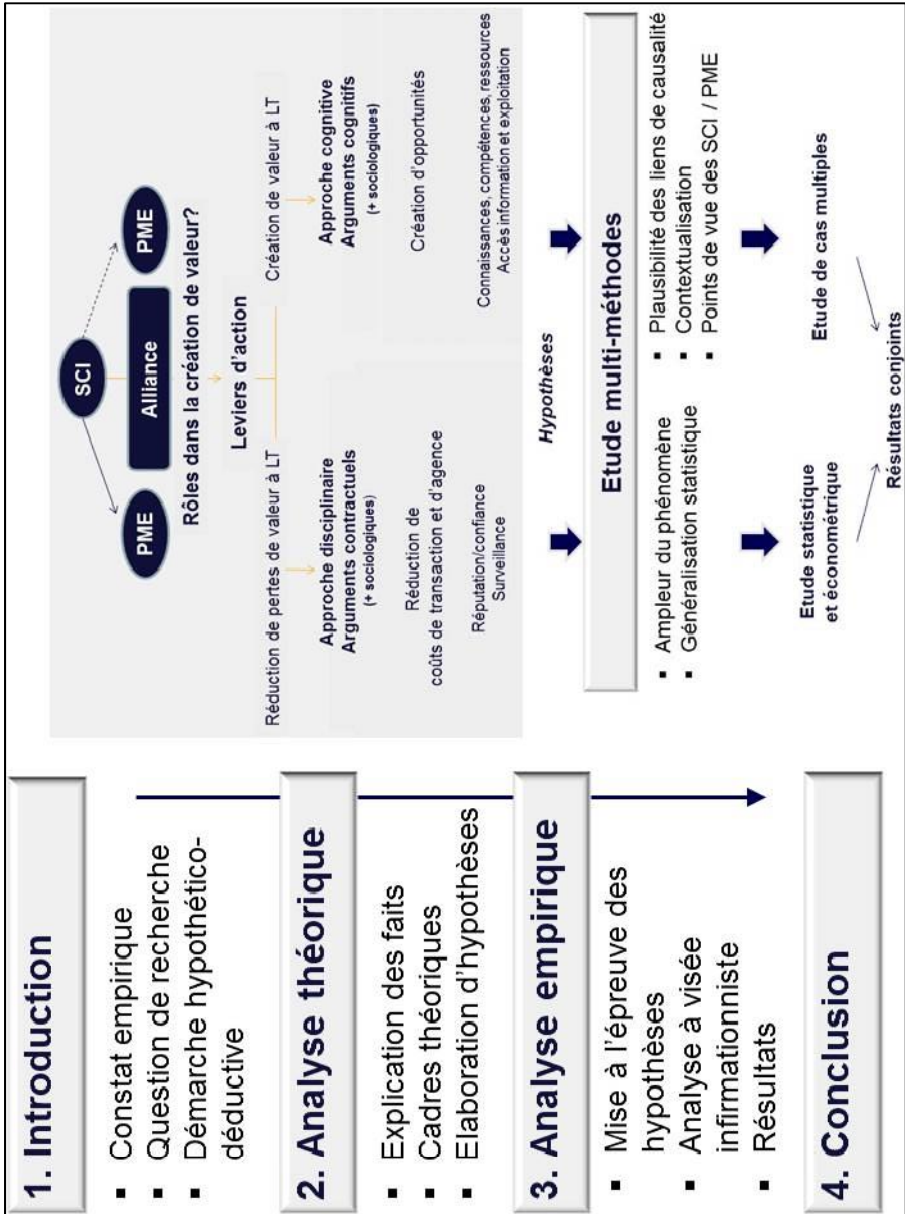 1. Introduction
▪ Constat empirique
▪ Question de recherche
▪ Démarche hypothético-
déductive
2. Analyse théorique
▪ Explication des faits
▪ Cadres théoriques
▪ Elaboration d'hypothèses
3. Analyse empirique
▪ Mise à l'épreuve des
hypothèses
▪ Analyse à visée
infirmationniste
▪ Résultats
4. Conclusion
SCI
PME
Alliance
PME
Rôles dans la création de valeur?
Leviers d'action
Réduction de pertes de valeur à LT
Création de valeur à LT
Approche disciplinaire
Arguments contractuels
(+ sociologiques)
Approche cognitive
Arguments cognitifs
(+ sociologiques)
Réduction de
coûts de transaction et d'agence
Création d'opportunités
Réputation/confiance
Surveillance
Connaissances, compétences, ressources
Accès information et exploitation
Hypothèses
Etude multi-méthodes
▪ Ampleur du phénomène
▪ Généralisation statistique
▪ Plausibilité des liens de causalité
▪ Contextualisation
▪ Points de vue des SCI / PME
Etude statistique
et économétrique
Etude de cas multiples
Résultats conjoints